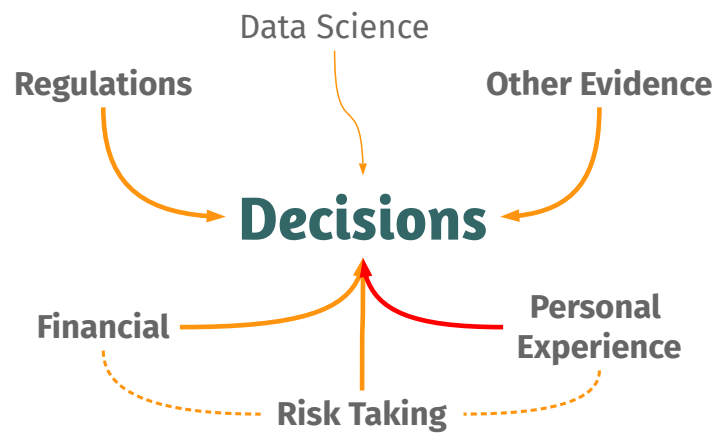 Data Science
Regulations
Other Evidence
Decisions
Financial
Personal
Experience
Risk Taking